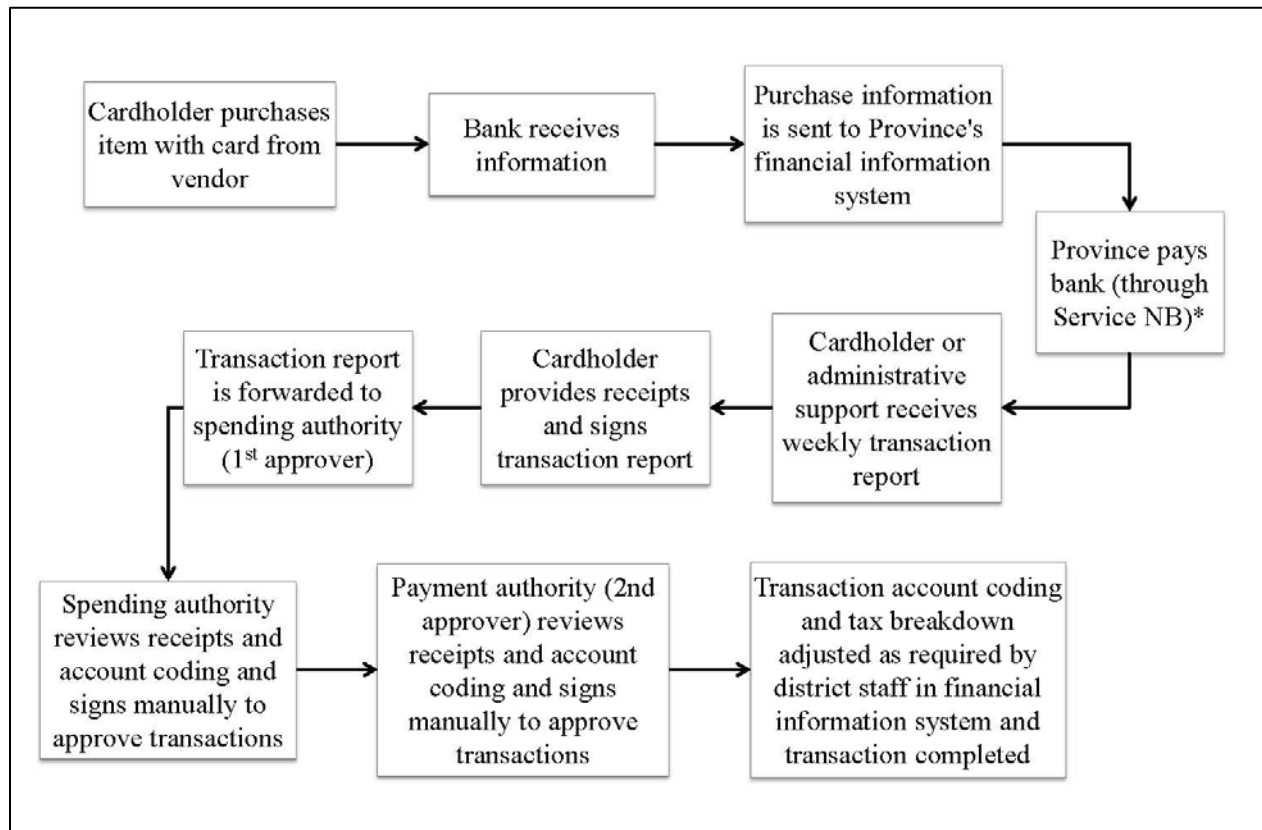 Cardholder purchases
item with card from
vendor
Bank receives
information
Purchase information
is sent to Province's
financial information
system
Province pays
bank (through
Service NB)*
Cardholder or
administrative
support receives
weekly transaction
report
Cardholder
provides receipts
and signs
transaction report
Transaction report
is forwarded to
spending authority
(1st approver)
Spending authority
reviews receipts and
account coding and
signs manually to
approve transactions
Payment authority (2nd
approver) reviews
receipts and account
coding and signs
manually to approve
transactions
Transaction account coding
and tax breakdown
adjusted as required by
district staff in financial
information system and
transaction completed